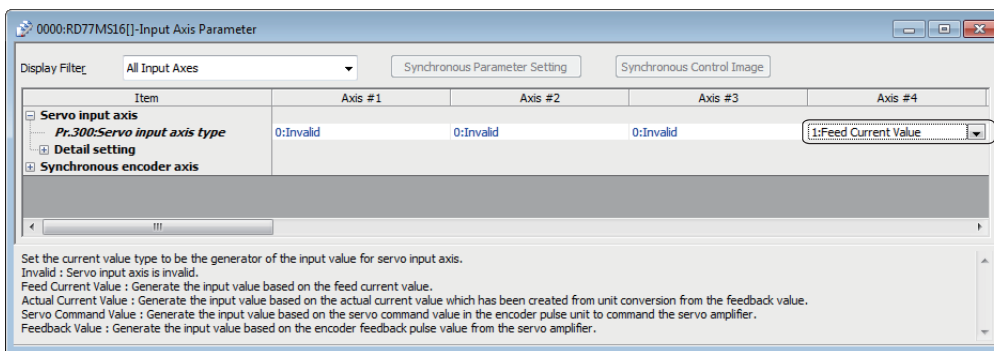 0000:RD77MS16[]-Input Axis Parameter
Display Filter All Input Axes Synchronous Parameter Setting Synchronous Control Image
Item Axis #1 Axis #2 Axis #3 Axis #4
Servo input axis
Pr.300:Servo input axis type 0:Invalid 0:Invalid 0:Invalid 1:Feed Current Value
Detail setting
Synchronous encoder axis
Set the current value type to be the generator of the input value for servo input axis.
Invalid : Servo input axis is invalid.
Feed Current Value : Generate the input value based on the feed current value.
Actual Current Value : Generate the input value based on the actual current value which has been created from unit conversion from the feedback value.
Servo Command Value : Generate the input value based on the servo command value in the encoder pulse unit to command the servo amplifier.
Feedback Value : Generate the input value based on the encoder feedback pulse value from the servo amplifier.